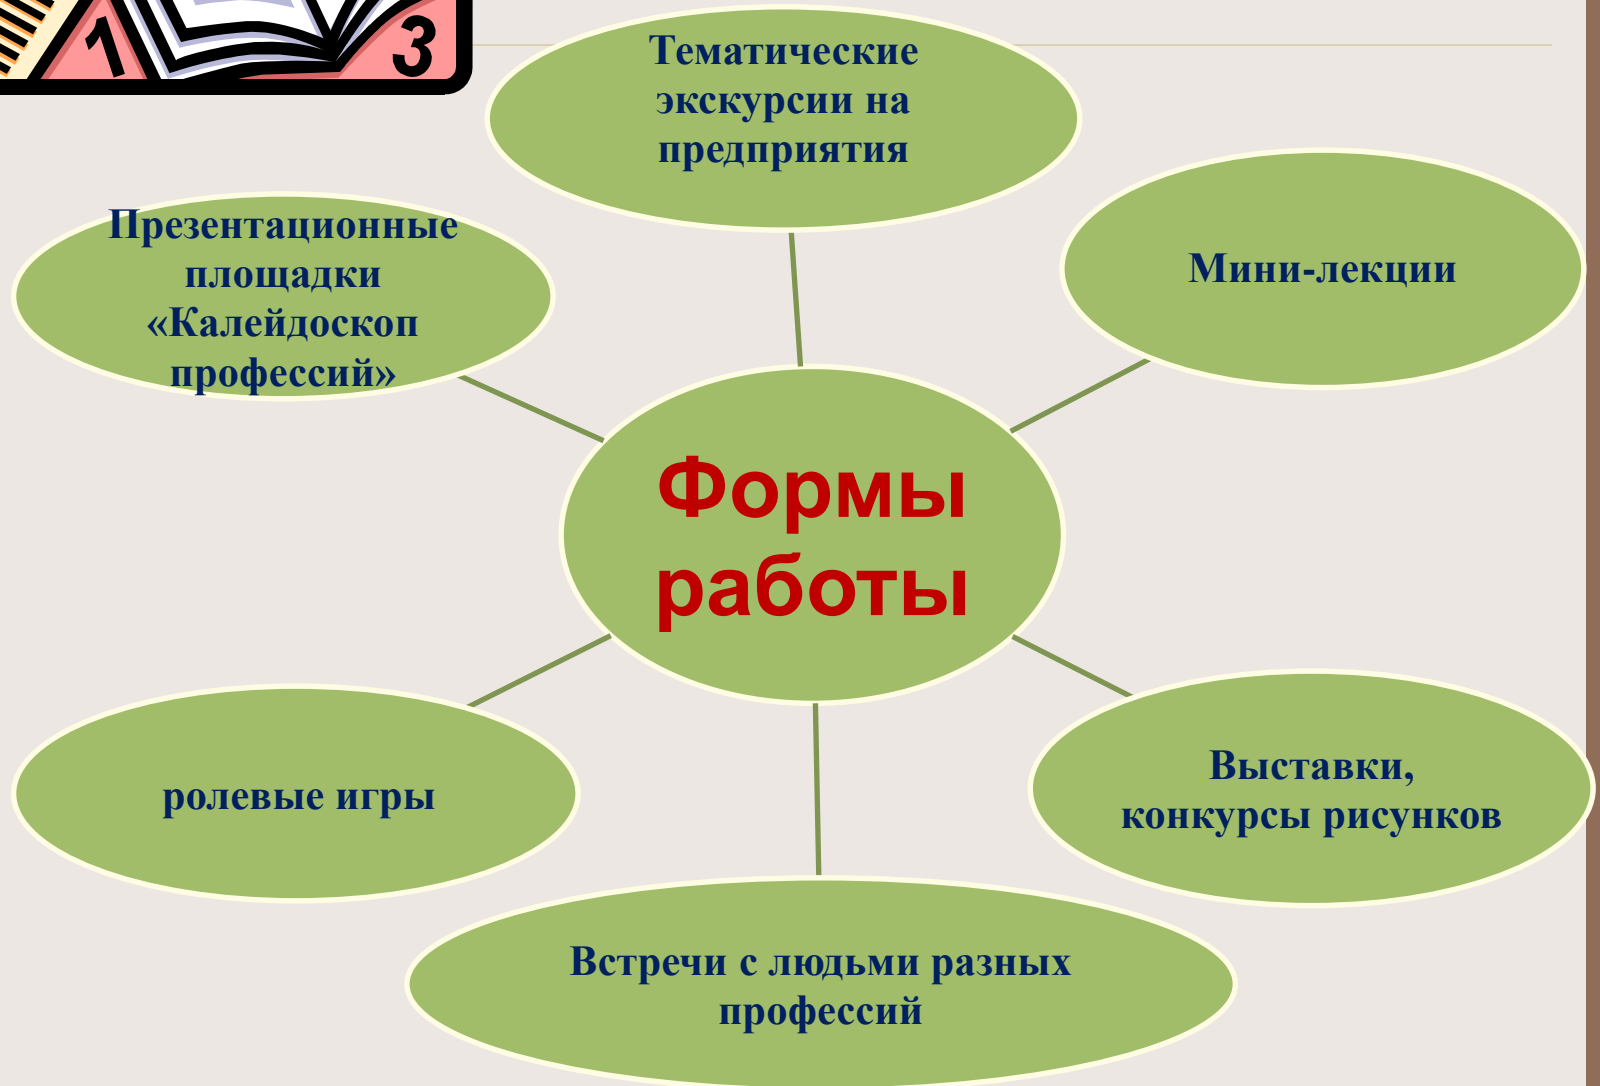 1
3
Тематические
экскурсии на
предприятия
Презентационные
площадки
«Калейдоскоп
профессий»
Мини-лекции
Формы
работы
ролевые игры
Выставки,
конкурсы рисунков
Встречи с людьми разных
профессий